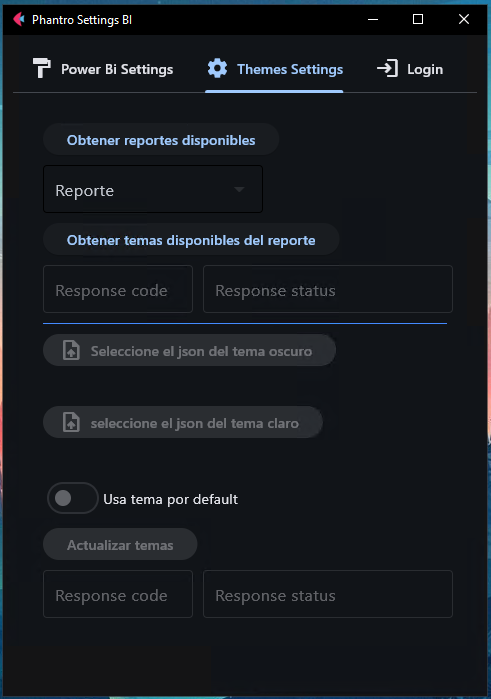 Phantro Settings BI
Power Bi Settings
Themes Settings
Login
Obtener reportes disponibles
Reporte
Obtener temas disponibles del reporte
Response code
Response status
Seleccione el json del tema oscuro
seleccione el json del tema claro
Usa tema por default
Actualizar temas
Response code
Response status